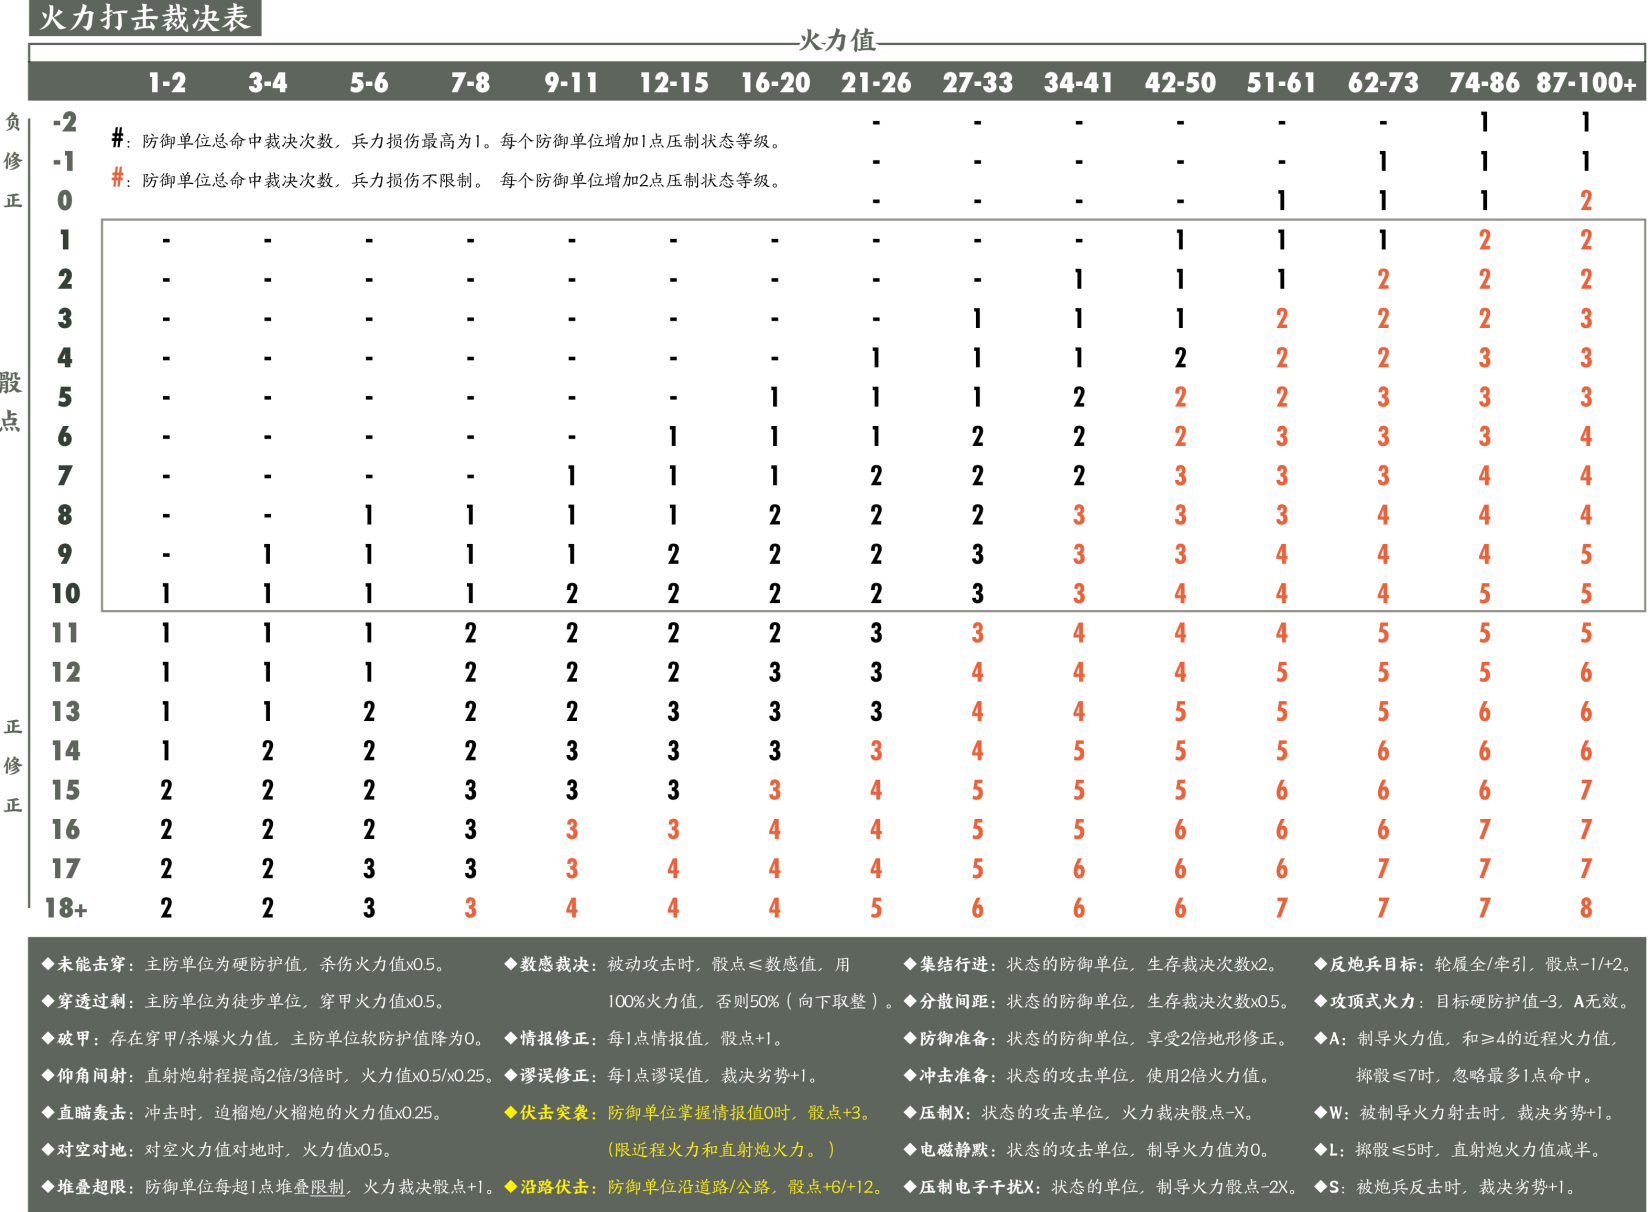 火力打击裁决表
火力值
1-2 3-4 5-6 7-8 9-11 12-15 16-20 21-26 27-33 34-41 42-50 51-61 62-73 74-86 87-100+
负修正
-2 - - - - - - 1 1
#：防御单位总命中裁决次数，兵力损伤最高为1。每个防御单位增加1点压制状态等级。
-1 - - - - - 1 1 1
#：防御单位总命中裁决次数，兵力损伤不限制。 每个防御单位增加2点压制状态等级。
0 - - - - 1 1 1 2
骰点
1 - - - - - - - - - - 1 1 1 2 2
2 - - - - - - - - - 1 1 1 2 2 2
3 - - - - - - - - 1 1 1 2 2 2 3
4 - - - - - - - 1 1 1 2 2 2 3 3
5 - - - - - - 1 1 1 2 2 2 3 3 3
6 - - - - - 1 1 1 2 2 2 3 3 3 4
7 - - - - 1 1 1 2 2 2 3 3 3 4 4
8 - - 1 1 1 1 2 2 2 3 3 3 4 4 4
9 - 1 1 1 1 2 2 2 3 3 3 4 4 4 5
10 1 1 1 1 2 2 2 2 3 3 4 4 4 5 5
正修正
11 1 1 1 2 2 2 2 3 3 4 4 4 5 5 5
12 1 1 1 2 2 2 3 3 4 4 4 5 5 5 6
13 1 1 2 2 2 3 3 3 4 4 5 5 5 6 6
14 1 2 2 2 3 3 3 3 4 5 5 5 6 6 6
15 2 2 2 3 3 3 3 4 5 5 5 6 6 6 7
16 2 2 2 3 3 3 4 4 5 5 6 6 6 7 7
17 2 2 3 3 3 4 4 4 5 6 6 6 7 7 7
18+ 2 2 3 3 4 4 4 5 6 6 6 7 7 7 8
◆未能击穿：主防单位为硬防护值，杀伤火力值x0.5。
◆穿透过剩：主防单位为徒步单位，穿甲火力值x0.5。
◆破甲：存在穿甲/杀爆火力值，主防单位软防护值降为0。
◆仰角间射：直射炮射程提高2倍/3倍时，火力值x0.5/x0.25。
◆直瞄轰击：冲击时，迫榴炮/火榴炮的火力值x0.25。
◆对空对地：对空火力值对地时，火力值x0.5。
◆堆叠超限：防御单位每超1点堆叠限制，火力裁决骰点+1。
◆数感裁决：被动攻击时，骰点≤数感值，用
100%火力值，否则50%（向下取整）。
◆情报修正：每1点情报值，骰点+1。
◆谬误修正：每1点谬误值，裁决劣势+1。
◆伏击突袭：防御单位掌握情报值0时，骰点+3。
(限近程火力和直射炮火力。)
◆沿路伏击：防御单位沿道路/公路，骰点+6/+12。
◆集结行进：状态的防御单位，生存裁决次数x2。
◆分散间距：状态的防御单位，生存裁决次数x0.5。
◆防御准备：状态的防御单位，享受2倍地形修正。
◆冲击准备：状态的攻击单位，使用2倍火力值。
◆压制X：状态的攻击单位，火力裁决骰点-X。
◆电磁静默：状态的攻击单位，制导火力值为0。
◆压制电子干扰X：状态的单位，制导火力骰点-2X。
◆反炮兵目标：轮履全/牵引，骰点-1/+2。
◆攻顶式火力：目标硬防护值-3，A无效。
◆A：制导火力值，和≥4的近程火力值，
掷骰≤7时，忽略最多1点命中。
◆W：被制导火力射击时，裁决劣势+1。
◆L：掷骰≤5时，直射炮火力值减半。
◆S：被炮兵反击时，裁决劣势+1。